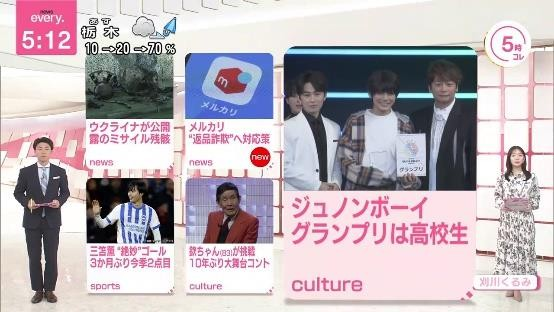 news
every.
5:12
あす
栃木
10→20→70%
5時
コレ
ウクライナが公開
露のミサイル残骸
news
メルカリ
メルカリ
“返品詐欺”へ対応策
news
new
グランプリ
ジュノンボーイ
グランプリは高校生
culture
三笘薫“絶妙”ゴール
3か月ぶり今季2点目
sports
欽ちゃん(83)が挑戦
10年ぶり大舞台コント
culture
刈川くるみ